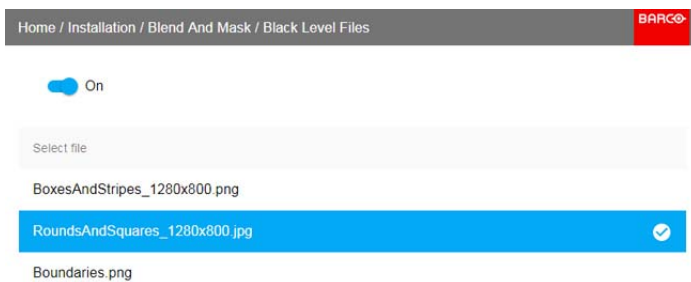 Home / Installation / Blend And Mask / Black Level Files
BARCO
On
Select file
BoxesAndStripes_1280x800.png
RoundsAndSquares_1280x800.jpg
Boundaries.png